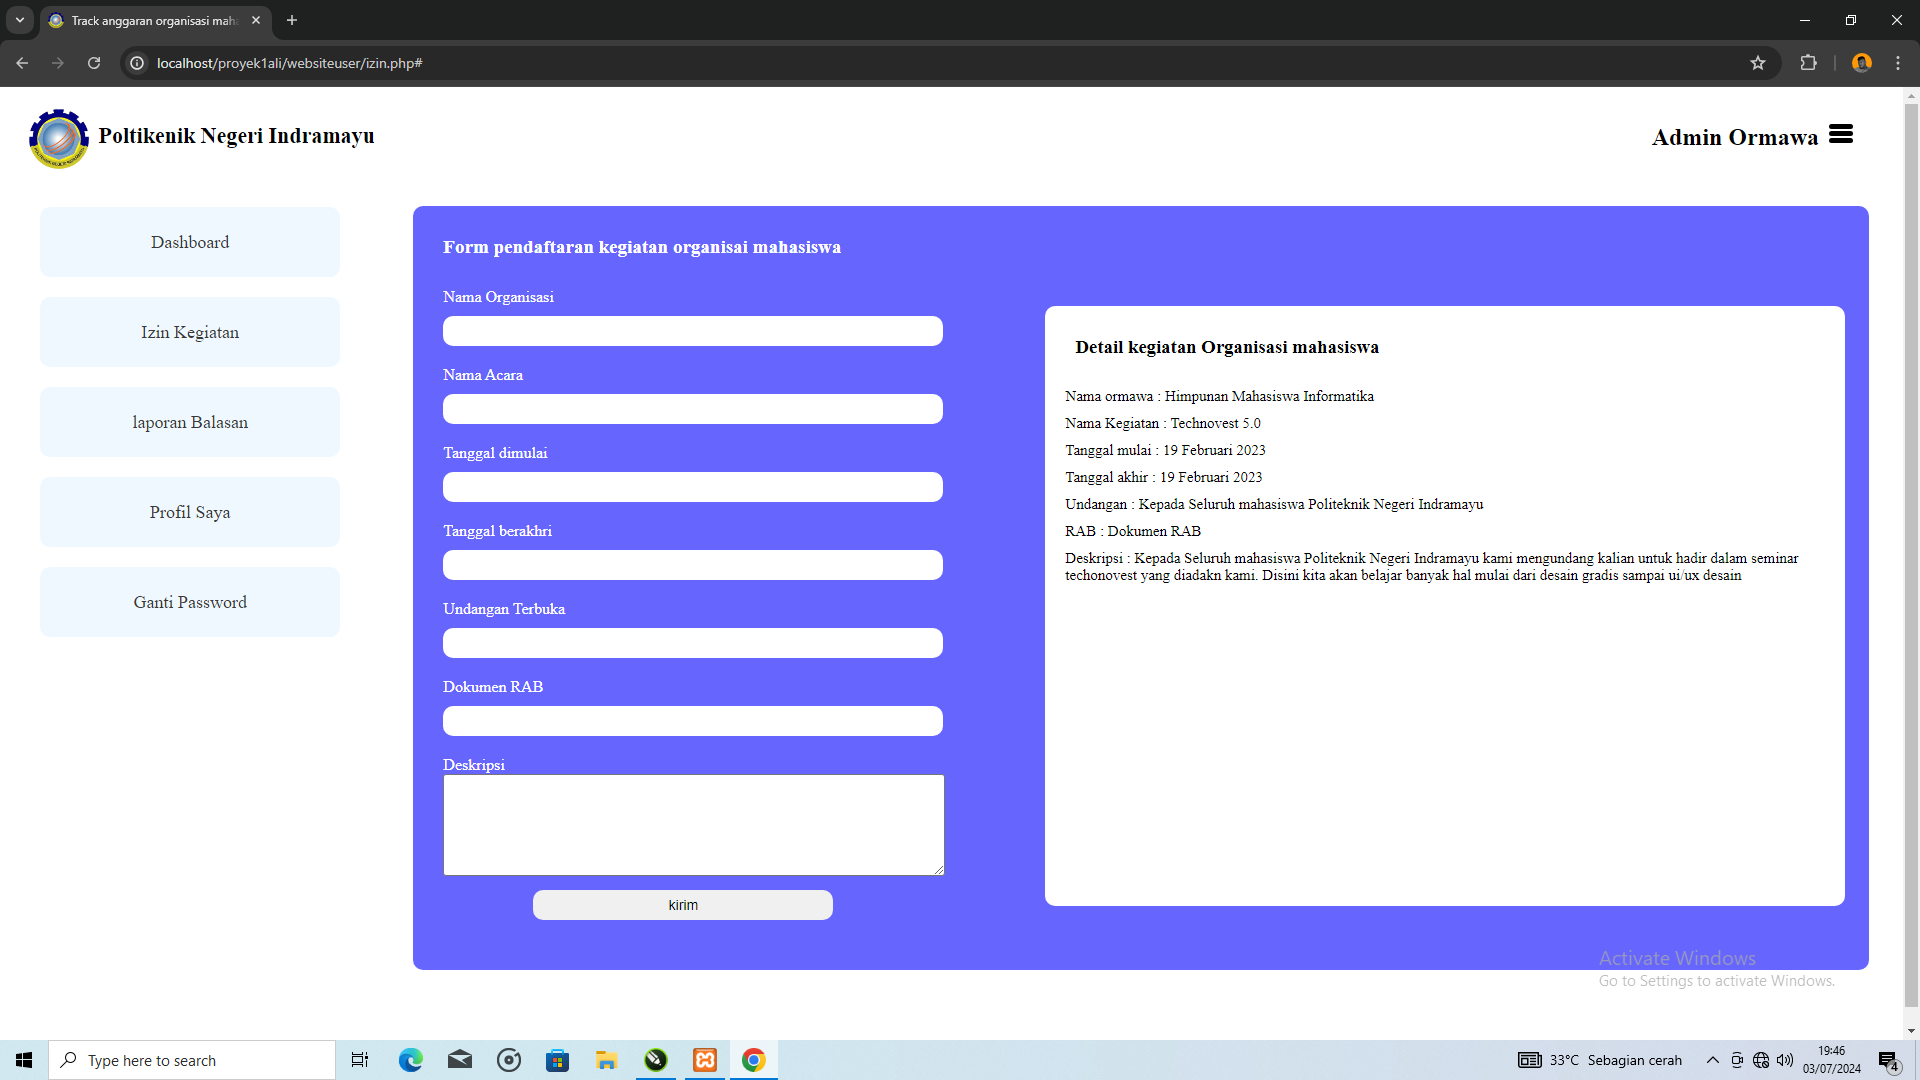 Track anggaran organisasi mah
localhost/proyek1ali/websiteuser/izin.php#
Poltikenik Negeri Indramayu
Admin Ormawa
Dashboard
Izin Kegiatan
laporan Balasan
Profil Saya
Ganti Password
Form pendaftaran kegiatan organisai mahasiswa
Nama Organisasi
Nama Acara
Tanggal dimulai
Tanggal berakhri
Undangan Terbuka
Dokumen RAB
Deskripsi
kirim
Detail kegiatan Organisasi mahasiswa
Nama ormawa : Himpunan Mahasiswa Informatika
Nama Kegiatan : Technovest 5.0
Tanggal mulai : 19 Februari 2023
Tanggal akhir : 19 Februari 2023
Undangan : Kepada Seluruh mahasiswa Politeknik Negeri Indramayu
RAB : Dokumen RAB
Deskripsi : Kepada Seluruh mahasiswa Politeknik Negeri Indramayu kami mengundang kalian untuk hadir dalam seminar
techonovest yang diadakn kami. Disini kita akan belajar banyak hal mulai dari desain gradis sampai ui/ux desain
Activate Windows
Go to Settings to activate Windows.
Type here to search
33°C Sebagian cerah
19:46
03/07/2024
4